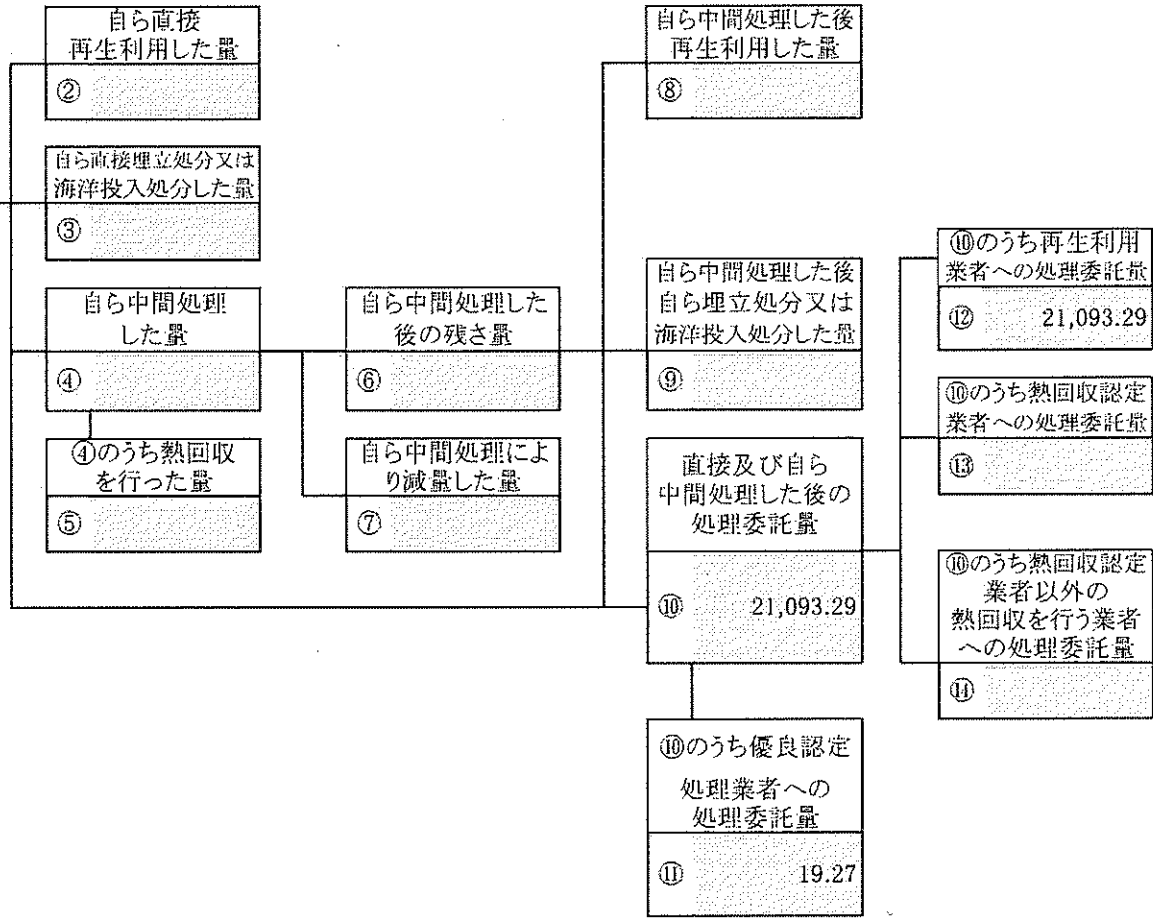 自ら直接
再生利用した量
②
自ら直接埋立処分又は
海洋投入処分した量
③
自ら中間処理
した量
④
④のうち熱回収
を行った量
⑤
自ら中間処理した
後の残さ量
⑥
自ら中間処理によ
り減量した量
⑦
自ら中間処理した後
再生利用した量
⑧
自ら中間処理した後
自ら埋立処分又は
海洋投入処分した量
⑨
直接及び自ら
中間処理した後の
処理委託量
⑩ 21,093.29
⑩のうち優良認定
処理業者への
処理委託量
⑪ 19.27
⑩のうち再生利用
業者への処理委託量
⑫ 21,093.29
⑩のうち熱回収認定
業者への処理委託量
⑬
⑩のうち熱回収認定
業者以外の
熱回収を行う業者
への処理委託量
⑭